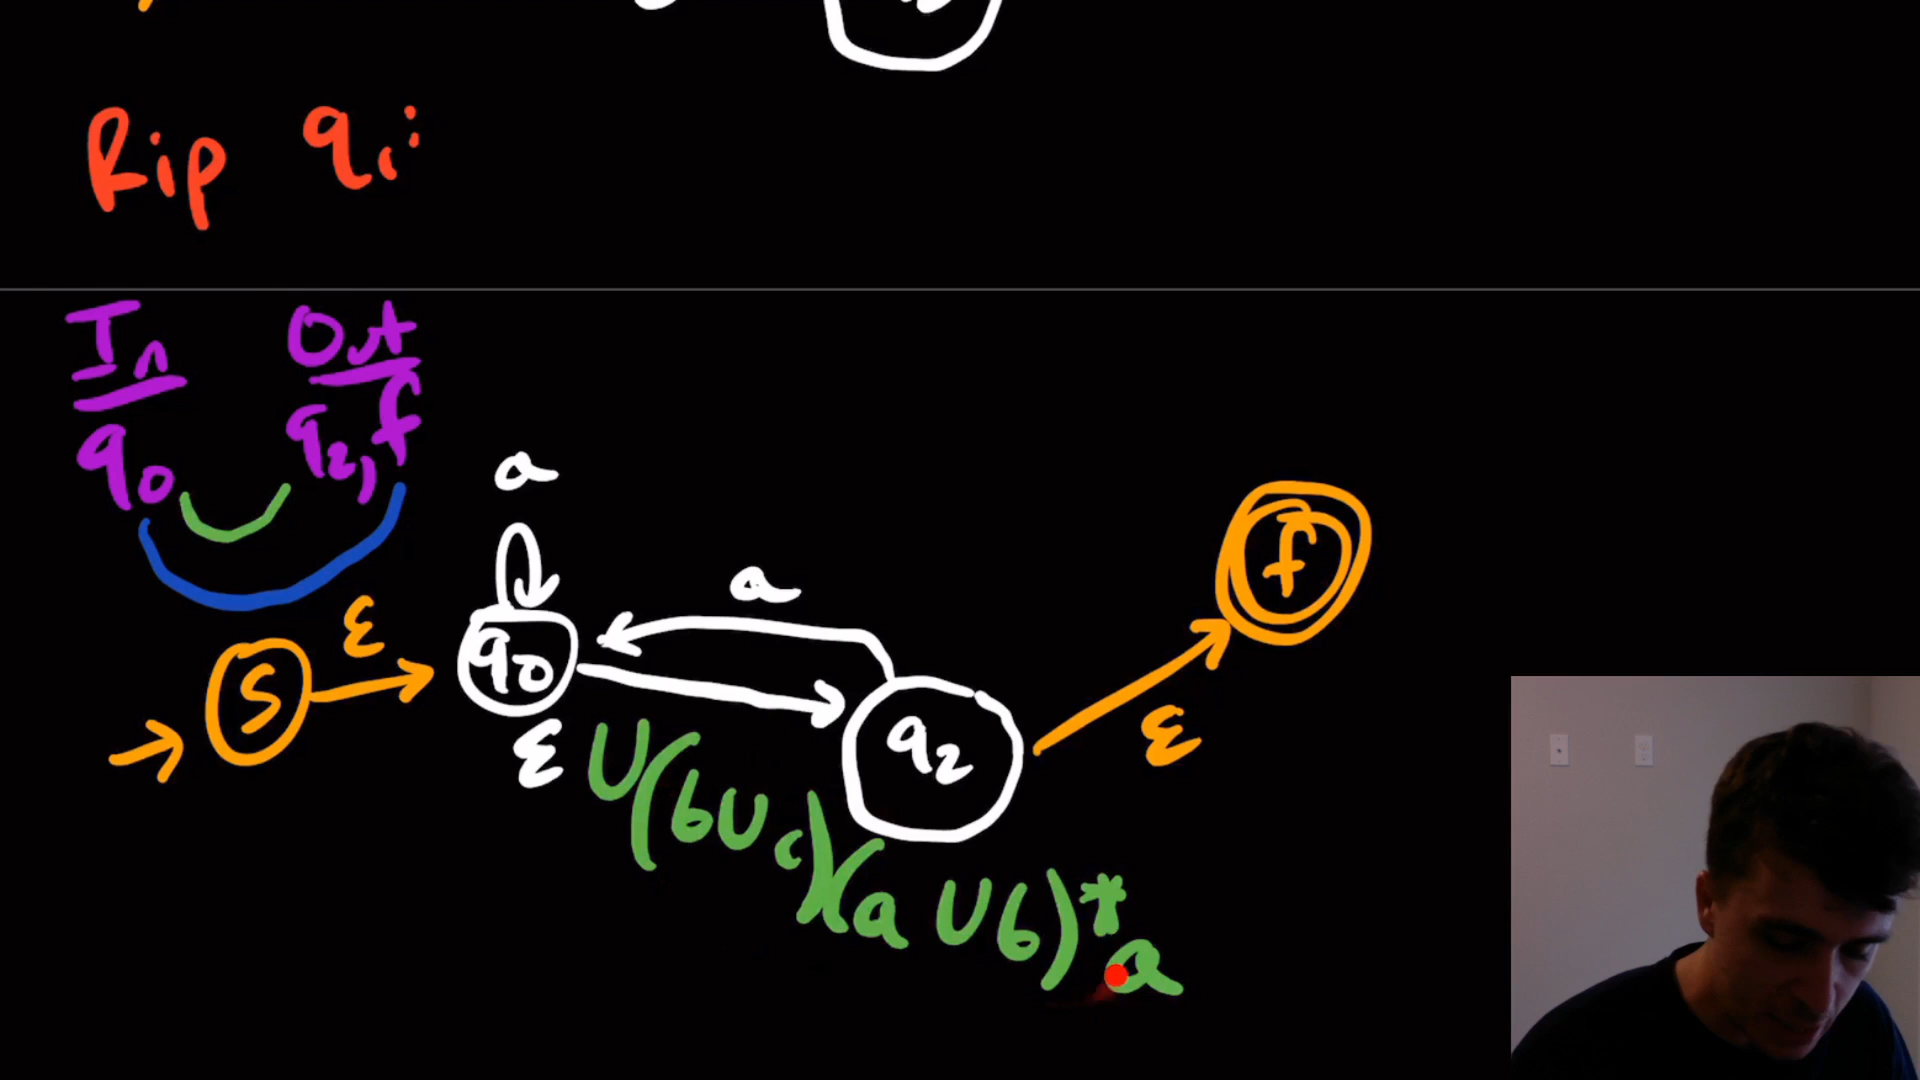 Rip q₁:
In Out
q₀ q₂, f
a
a
f
ε
S
q₀
q₂
ε
ε ∪(b∪c)(a∪b)*a